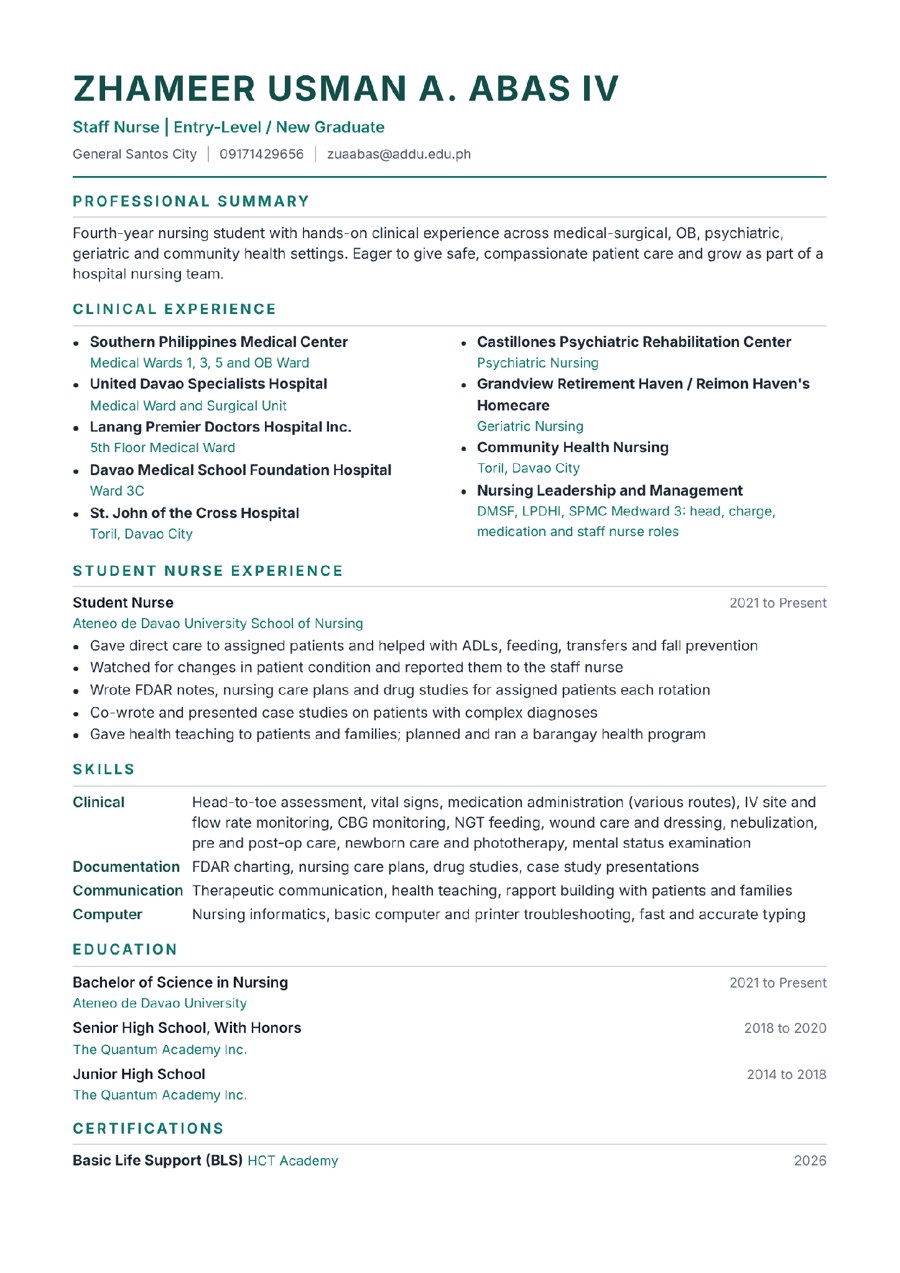 ZHAMEER USMAN A. ABAS IV
Staff Nurse | Entry-Level / New Graduate
General Santos City | 09171429656 | zuaabas@addu.edu.ph
PROFESSIONAL SUMMARY
Fourth-year nursing student with hands-on clinical experience across medical-surgical, OB, psychiatric,
geriatric and community health settings. Eager to give safe, compassionate patient care and grow as part of a
hospital nursing team.
CLINICAL EXPERIENCE
• Southern Philippines Medical Center
Medical Wards 1, 3, 5 and OB Ward
• United Davao Specialists Hospital
Medical Ward and Surgical Unit
• Lanang Premier Doctors Hospital Inc.
5th Floor Medical Ward
• Davao Medical School Foundation Hospital
Ward 3C
• St. John of the Cross Hospital
Toril, Davao City
• Castillones Psychiatric Rehabilitation Center
Psychiatric Nursing
• Grandview Retirement Haven / Reimon Haven's
Homecare
Geriatric Nursing
• Community Health Nursing
Toril, Davao City
• Nursing Leadership and Management
DMSF, LPDHI, SPMC Medward 3: head, charge,
medication and staff nurse roles
STUDENT NURSE EXPERIENCE
Student Nurse 2021 to Present
Ateneo de Davao University School of Nursing
• Gave direct care to assigned patients and helped with ADLs, feeding, transfers and fall prevention
• Watched for changes in patient condition and reported them to the staff nurse
• Wrote FDAR notes, nursing care plans and drug studies for assigned patients each rotation
• Co-wrote and presented case studies on patients with complex diagnoses
• Gave health teaching to patients and families; planned and ran a barangay health program
SKILLS
Clinical Head-to-toe assessment, vital signs, medication administration (various routes), IV site and
flow rate monitoring, CBG monitoring, NGT feeding, wound care and dressing, nebulization,
pre and post-op care, newborn care and phototherapy, mental status examination
Documentation FDAR charting, nursing care plans, drug studies, case study presentations
Communication Therapeutic communication, health teaching, rapport building with patients and families
Computer Nursing informatics, basic computer and printer troubleshooting, fast and accurate typing
EDUCATION
Bachelor of Science in Nursing 2021 to Present
Ateneo de Davao University
Senior High School, With Honors 2018 to 2020
The Quantum Academy Inc.
Junior High School 2014 to 2018
The Quantum Academy Inc.
CERTIFICATIONS
Basic Life Support (BLS) HCT Academy 2026